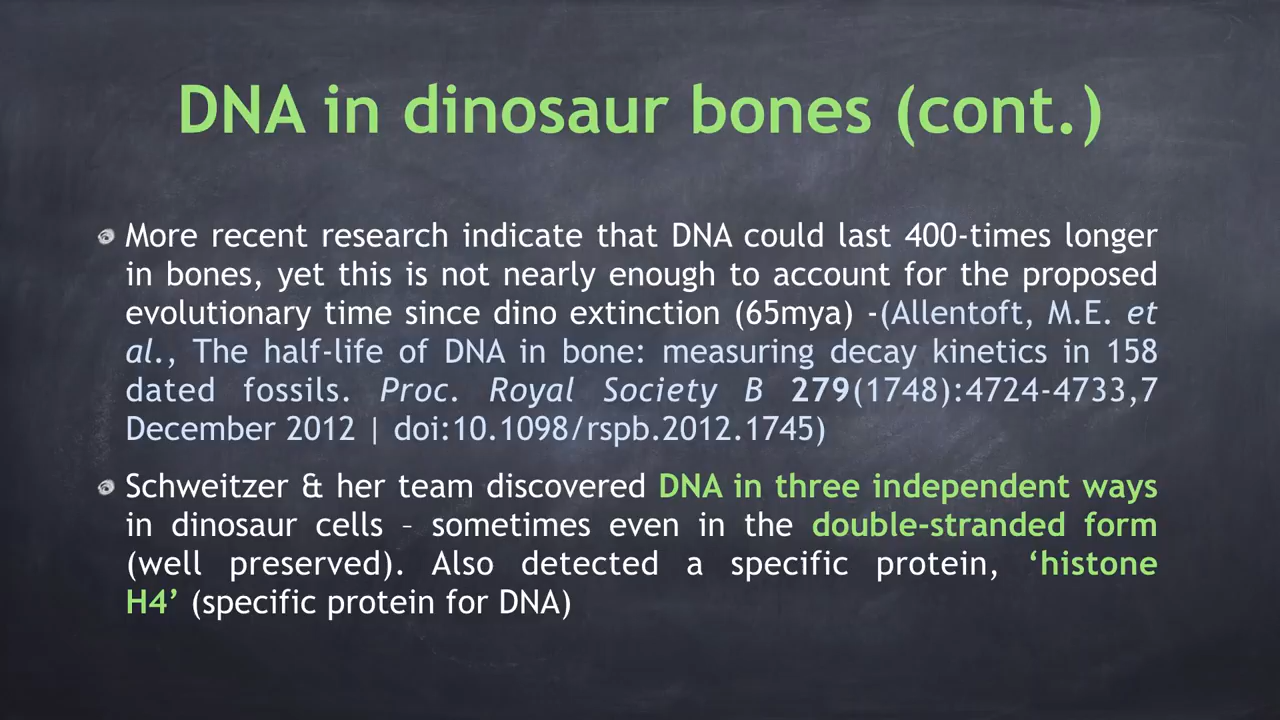 DNA in dinosaur bones (cont.)
More recent research indicate that DNA could last 400-times longer
in bones, yet this is not nearly enough to account for the proposed
evolutionary time since dino extinction (65mya) -(Allentoft, M.E. et
al., The half-life of DNA in bone: measuring decay kinetics in 158
dated fossils. Proc. Royal Society B 279(1748):4724-4733,7
December 2012 | doi:10.1098/rspb.2012.1745)
Schweitzer & her team discovered DNA in three independent ways
in dinosaur cells – sometimes even in the double-stranded form
(well preserved). Also detected a specific protein, ‘histone
H4’ (specific protein for DNA)